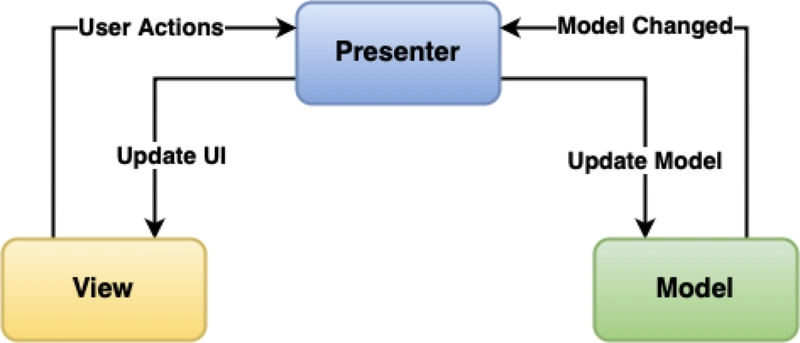 User Actions
Presenter
Model Changed
Update UI
Update Model
View
Model